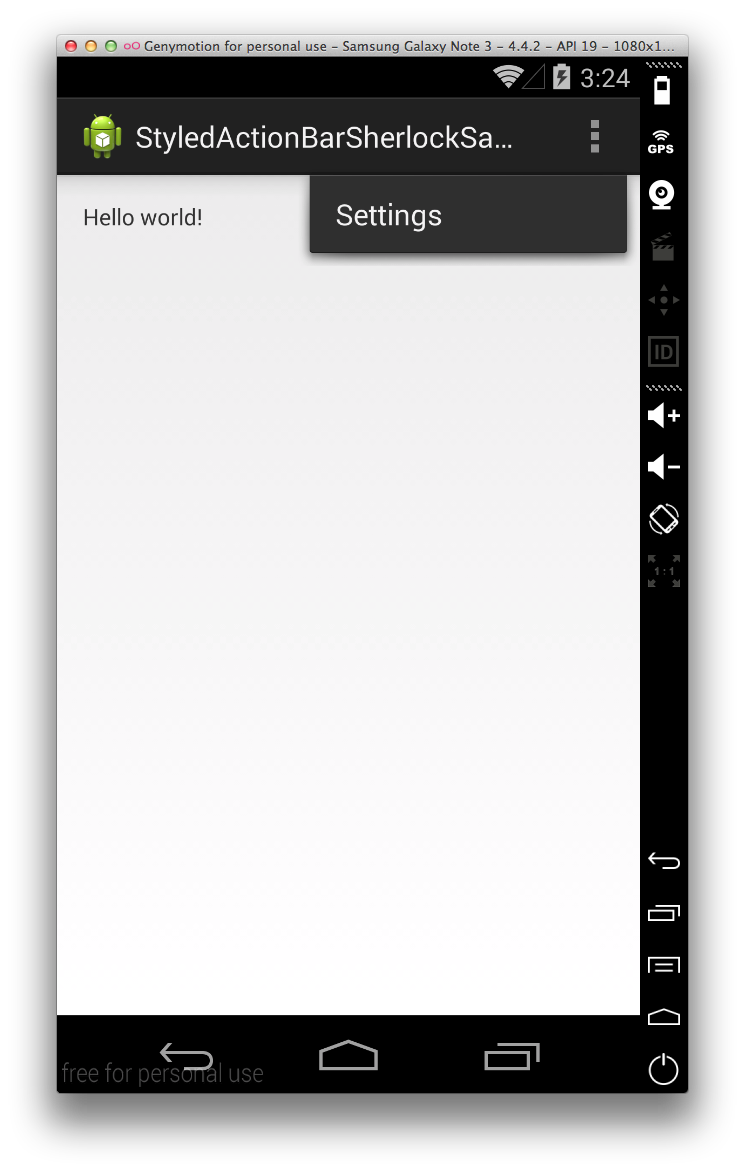 Genymotion for personal use – Samsung Galaxy Note 3 – 4.4.2 – API 19 – 1080x1...
3:24
GPS
StyledActionBarSherlockSa...
Settings
Hello world!
ID
1:1
free for personal use